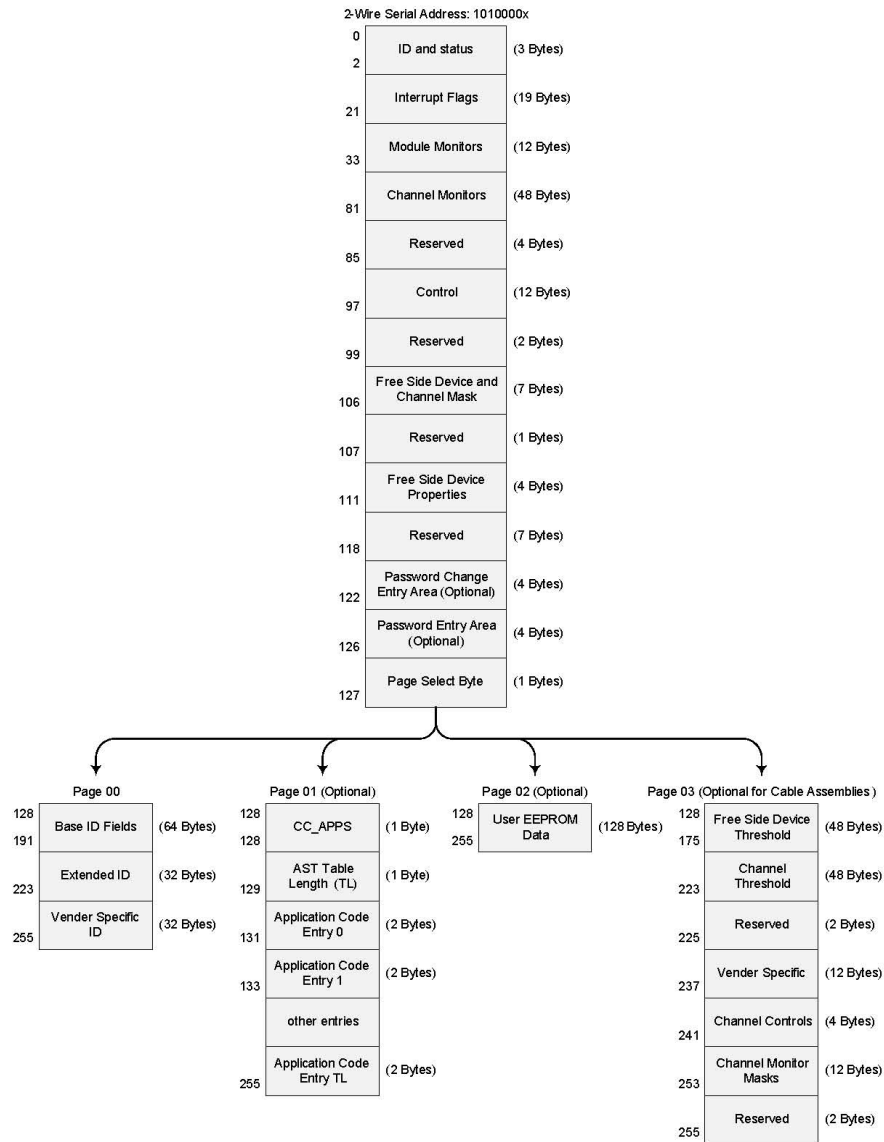 2-Wire Serial Address: 1010000x
0
2
ID and status
(3 Bytes)
21
Interrupt Flags
(19 Bytes)
33
Module Monitors
(12 Bytes)
81
Channel Monitors
(48 Bytes)
85
Reserved
(4 Bytes)
97
Control
(12 Bytes)
99
Reserved
(2 Bytes)
106
Free Side Device and
Channel Mask
(7 Bytes)
107
Reserved
(1 Bytes)
111
Free Side Device
Properties
(4 Bytes)
118
Reserved
(7 Bytes)
122
Password Change
Entry Area (Optional)
(4 Bytes)
126
Password Entry Area
(Optional)
(4 Bytes)
127
Page Select Byte
(1 Bytes)
Page 00
128
191
Base ID Fields
(64 Bytes)
223
Extended ID
(32 Bytes)
255
Vender Specific
ID
(32 Bytes)
Page 01 (Optional)
128
128
CC_APPS
(1 Byte)
129
AST Table
Length (TL)
(1 Byte)
131
Application Code
Entry 0
(2 Bytes)
133
Application Code
Entry 1
(2 Bytes)
other entries
255
Application Code
Entry TL
(2 Bytes)
Page 02 (Optional)
128
255
User EEPROM
Data
(128 Bytes)
Page 03 (Optional for Cable Assemblies )
128
175
Free Side Device
Threshold
(48 Bytes)
223
Channel
Threshold
(48 Bytes)
225
Reserved
(2 Bytes)
237
Vender Specific
(12 Bytes)
241
Channel Controls
(4 Bytes)
253
Channel Monitor
Masks
(12 Bytes)
255
Reserved
(2 Bytes)